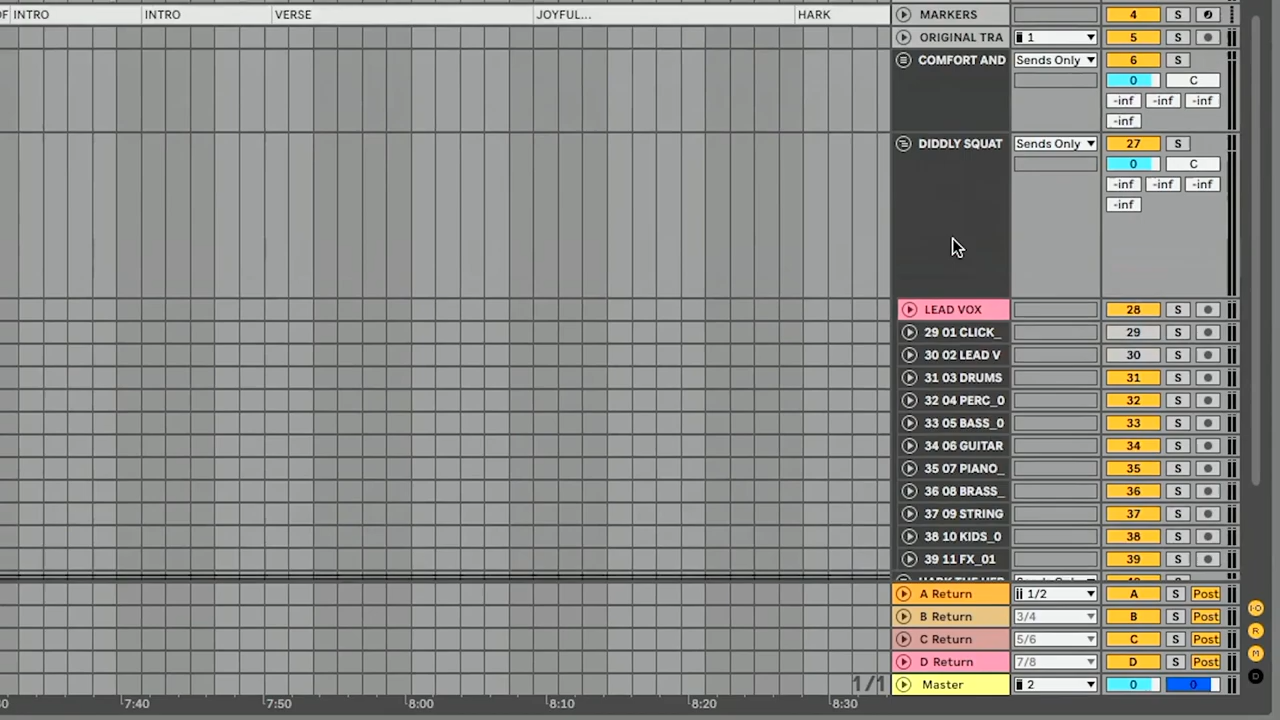 INTRO INTRO VERSE JOYFUL... HARK MARKERS 4 S
ORIGINAL TRA 1 5 S
COMFORT AND Sends Only 6 S
0 C
-inf -inf -inf
-inf
DIDDLY SQUAT Sends Only 27 S
0 C
-inf -inf -inf
-inf
LEAD VOX 28 S
29 01 CLICK_ 29 S
30 02 LEAD V 30 S
31 03 DRUMS 31 S
32 04 PERC_0 32 S
33 05 BASS_0 33 S
34 06 GUITAR 34 S
35 07 PIANO_ 35 S
36 08 BRASS_ 36 S
37 09 STRING 37 S
38 10 KIDS_0 38 S
39 11 FX_01 39 S
A Return 1/2 A S Post
B Return 3/4 B S Post
C Return 5/6 C S Post
D Return 7/8 D S Post
1/1 Master 2 0 0
7:40 7:50 8:00 8:10 8:20 8:30